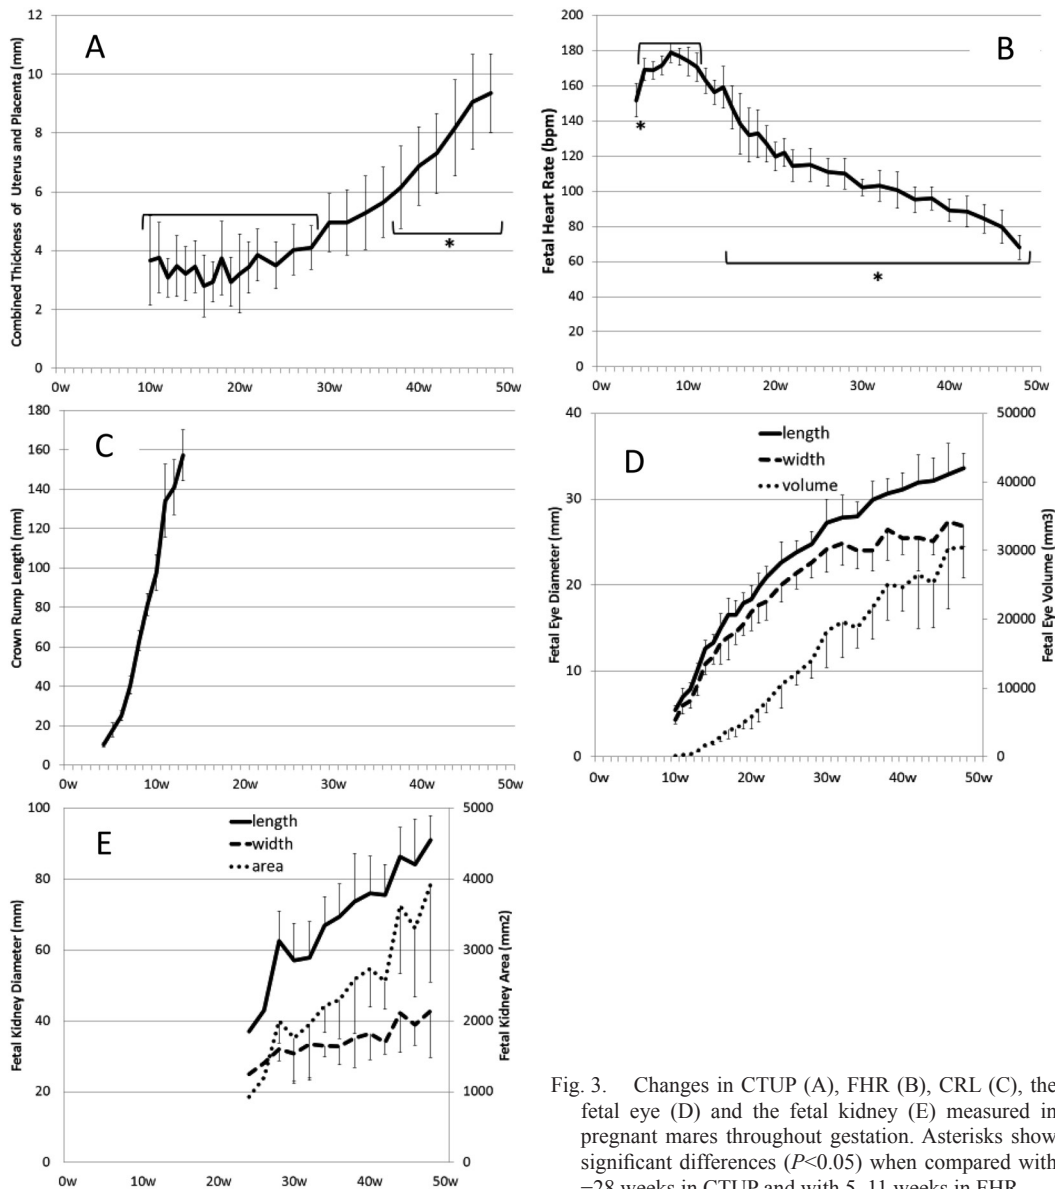 A
Combined Thickness of Uterus and Placenta (mm)
12
10
8
6
4
2
0
*
0w 10w 20w 30w 40w 50w
B
Fetal Heart Rate (bpm)
200
180
160
140
120
100
80
60
40
20
0
*
*
0w 10w 20w 30w 40w 50w
C
Crown Rump Length (mm)
180
160
140
120
100
80
60
40
20
0
0w 10w 20w 30w 40w 50w
D
length
width
volume
Fetal Eye Diameter (mm)
40
30
20
10
0
Fetal Eye Volume (mm3)
50000
40000
30000
20000
10000
0
0w 10w 20w 30w 40w 50w
E
length
width
area
Fetal Kidney Diameter (mm)
100
80
60
40
20
0
Fetal Kidney Area (mm2)
5000
4000
3000
2000
1000
0
0w 10w 20w 30w 40w 50w
Fig. 3. Changes in CTUP (A), FHR (B), CRL (C), the
fetal eye (D) and the fetal kidney (E) measured in
pregnant mares throughout gestation. Asterisks show
significant differences (P<0.05) when compared with
28 weeks in CTUP and with 5 11 weeks in FHR